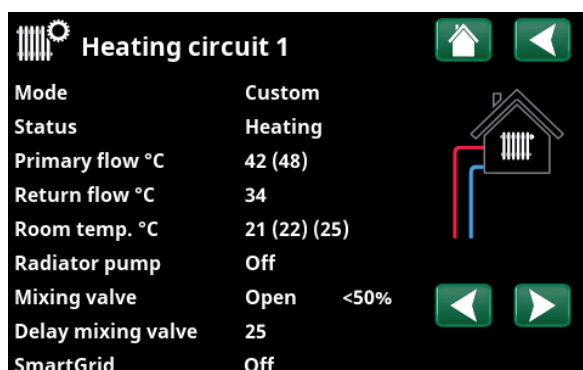 Heating circuit 1
Mode Custom
Status Heating
Primary flow °C 42 (48)
Return flow °C 34
Room temp. °C 21 (22) (25)
Radiator pump Off
Mixing valve Open <50%
Delay mixing valve 25
SmartGrid Off